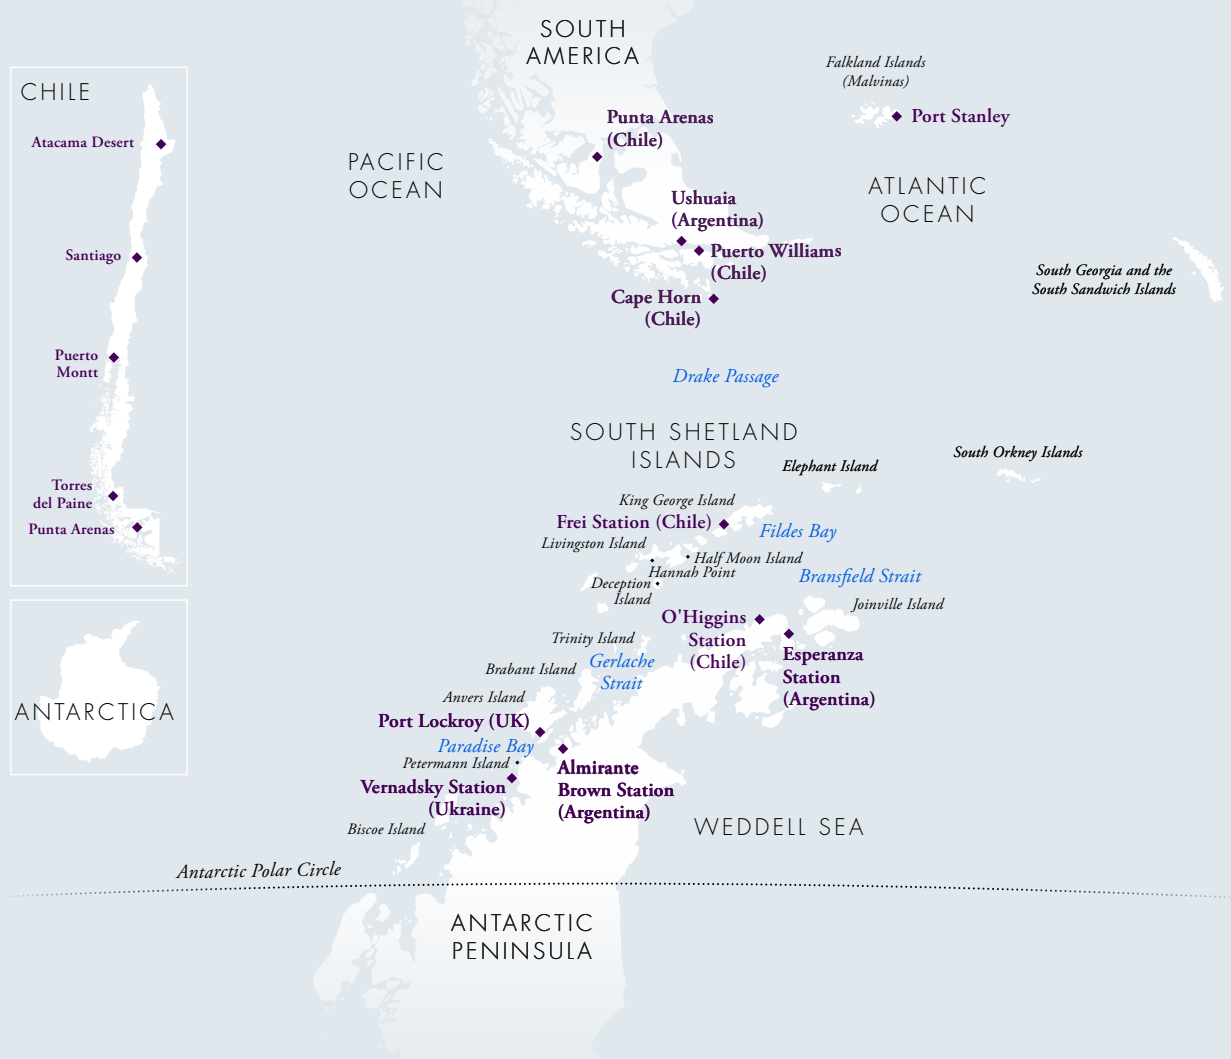 SOUTH
AMERICA
Falkland Islands
(Malvinas)
CHILE
Punta Arenas
(Chile)
Port Stanley
Atacama Desert
PACIFIC
OCEAN
ATLANTIC
OCEAN
Ushuaia
(Argentina)
Puerto Williams
(Chile)
Santiago
South Georgia and the
South Sandwich Islands
Cape Horn
(Chile)
Puerto
Montt
Drake Passage
SOUTH SHETLAND
ISLANDS
Elephant Island
South Orkney Islands
Torres
del Paine
Punta Arenas
King George Island
Frei Station (Chile)
Fildes Bay
Livingston Island
Half Moon Island
Hannah Point
Deception
Island
Bransfield Strait
Joinville Island
O'Higgins
Station
(Chile)
Trinity Island
Esperanza
Station
(Argentina)
Gerlache
Strait
Brabant Island
Anvers Island
ANTARCTICA
Port Lockroy (UK)
Paradise Bay
Petermann Island
Almirante
Brown Station
(Argentina)
Vernadsky Station
(Ukraine)
Biscoe Island
WEDDELL SEA
Antarctic Polar Circle
ANTARCTIC
PENINSULA